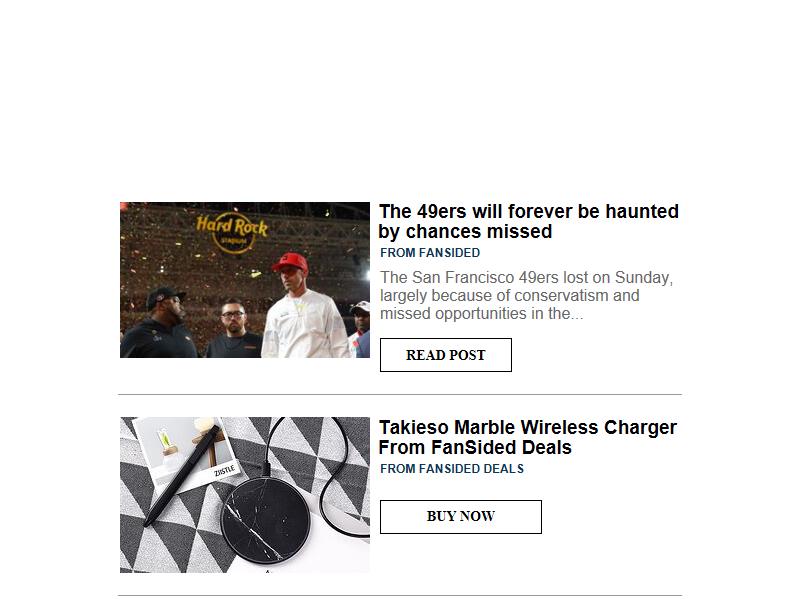 Hard Rock
STADIUM
The 49ers will forever be haunted
by chances missed
FROM FANSIDED
The San Francisco 49ers lost on Sunday,
largely because of conservatism and
missed opportunities in the...
READ POST
ZIISTLE
Takieso Marble Wireless Charger
From FanSided Deals
FROM FANSIDED DEALS
BUY NOW